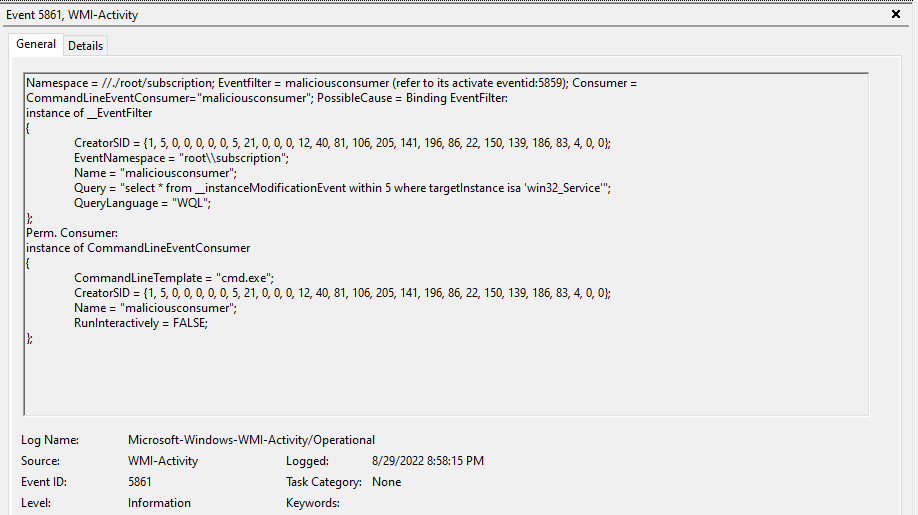 Event 5861, WMI-Activity
General
Details
Namespace = //./root/subscription; Eventfilter = maliciousconsumer (refer to its activate eventid:5859); Consumer =
CommandLineEventConsumer="maliciousconsumer"; PossibleCause = Binding EventFilter:
instance of __EventFilter
{
CreatorSID = {1, 5, 0, 0, 0, 0, 0, 5, 21, 0, 0, 0, 12, 40, 81, 106, 205, 141, 196, 86, 22, 150, 139, 186, 83, 4, 0, 0};
EventNamespace = "root\\subscription";
Name = "maliciousconsumer";
Query = "select * from __instanceModificationEvent within 5 where targetInstance isa 'win32_Service'";
QueryLanguage = "WQL";
};
Perm. Consumer:
instance of CommandLineEventConsumer
{
CommandLineTemplate = "cmd.exe";
CreatorSID = {1, 5, 0, 0, 0, 0, 0, 5, 21, 0, 0, 0, 12, 40, 81, 106, 205, 141, 196, 86, 22, 150, 139, 186, 83, 4, 0, 0};
Name = "maliciousconsumer";
RunInteractively = FALSE;
};
Log Name: Microsoft-Windows-WMI-Activity/Operational
Source: WMI-Activity Logged: 8/29/2022 8:58:15 PM
Event ID: 5861 Task Category: None
Level: Information Keywords: